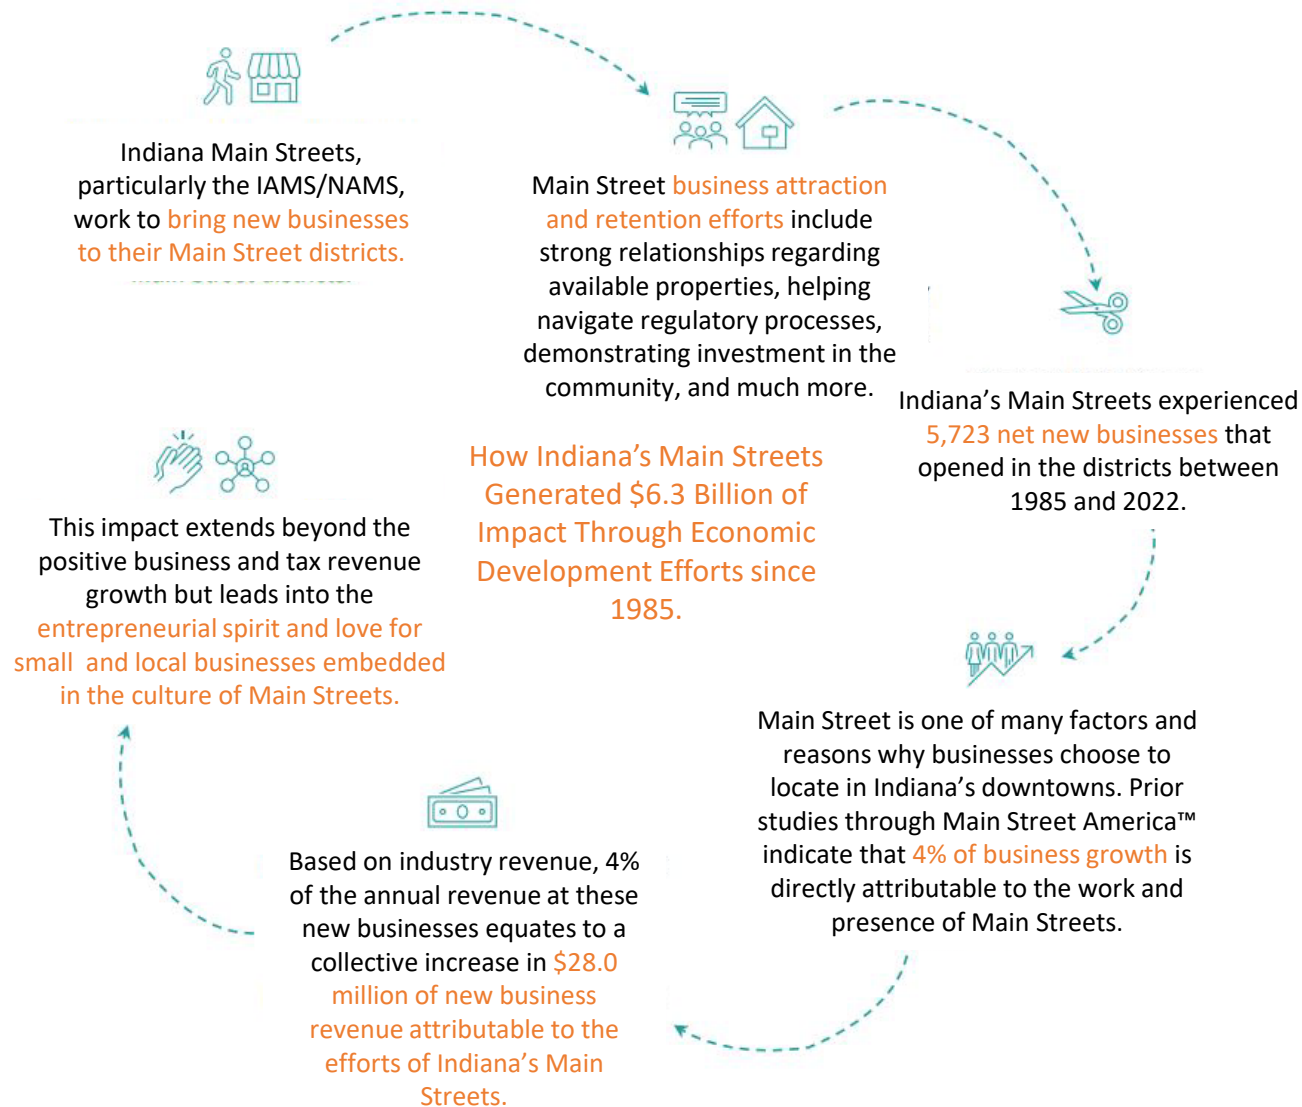 Indiana Main Streets,
particularly the IAMS/NAMS,
work to bring new businesses
to their Main Street districts.
Main Street business attraction
and retention efforts include
strong relationships regarding
available properties, helping
navigate regulatory processes,
demonstrating investment in the
community, and much more.
Indiana's Main Streets experienced
5,723 net new businesses that
opened in the districts between
1985 and 2022.
Main Street is one of many factors and
reasons why businesses choose to
locate in Indiana's downtowns. Prior
studies through Main Street America™
indicate that 4% of business growth is
directly attributable to the work and
presence of Main Streets.
Based on industry revenue, 4%
of the annual revenue at these
new businesses equates to a
collective increase in $28.0
million of new business
revenue attributable to the
efforts of Indiana's Main
Streets.
This impact extends beyond the
positive business and tax revenue
growth but leads into the
entrepreneurial spirit and love for
small and local businesses embedded
in the culture of Main Streets.
How Indiana's Main Streets
Generated $6.3 Billion of
Impact Through Economic
Development Efforts since
1985.